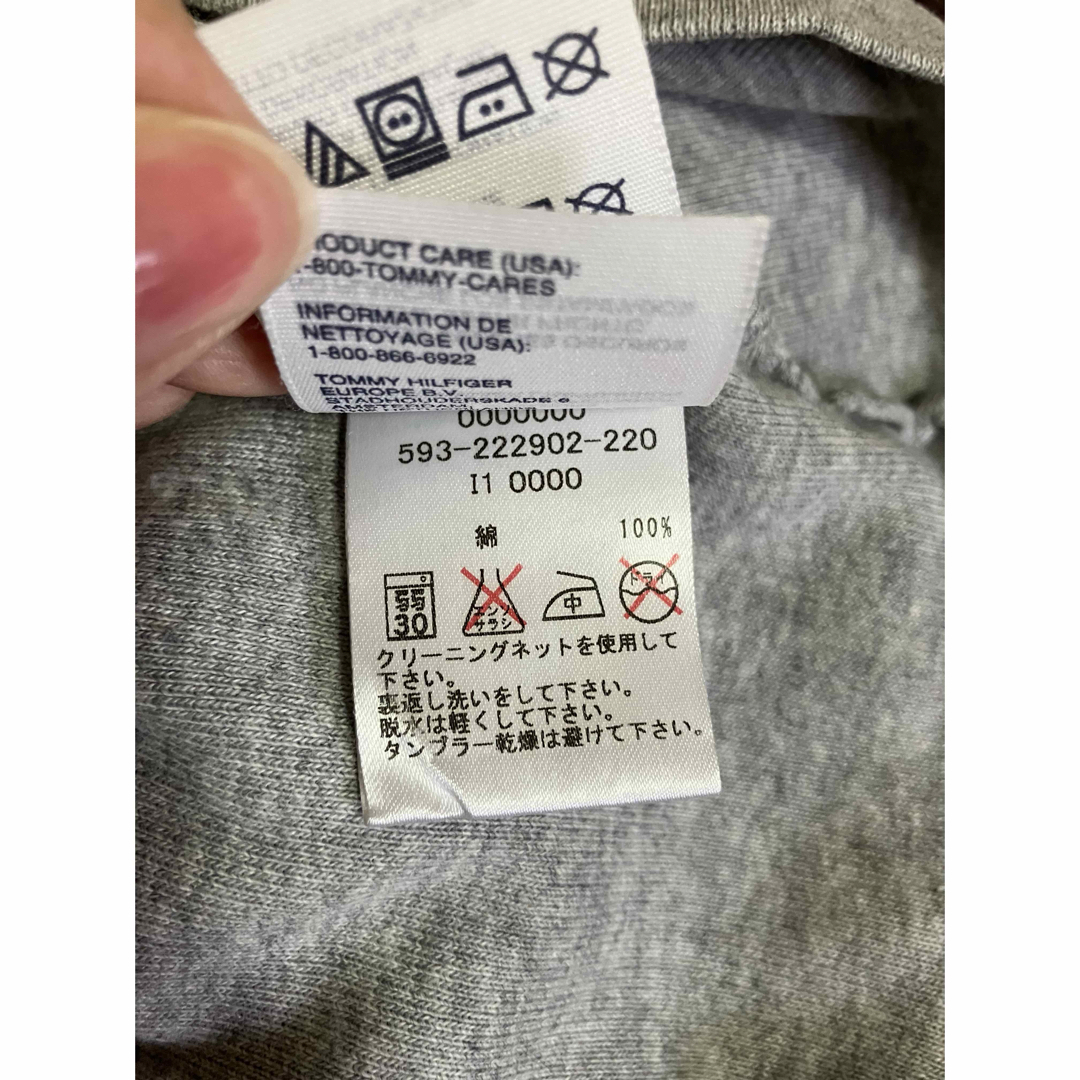 PRODUCT CARE (USA):
1-800-TOMMY-CARES
INFORMATION DE
NETTOYAGE (USA):
1-800-866-6922
TOMMY HILFIGER
EUROPE B.V.
STADHOUDERSKADE 6
AMSTERDAM,
0000000
593-222902-220
I1 0000
綿 100%
30
エンソ
サラシ
中
ドライ
クリーニングネットを使用して
下さい。
裏返し洗いをして下さい。
脱水は軽くして下さい。
タンブラー乾燥は避けて下さい。